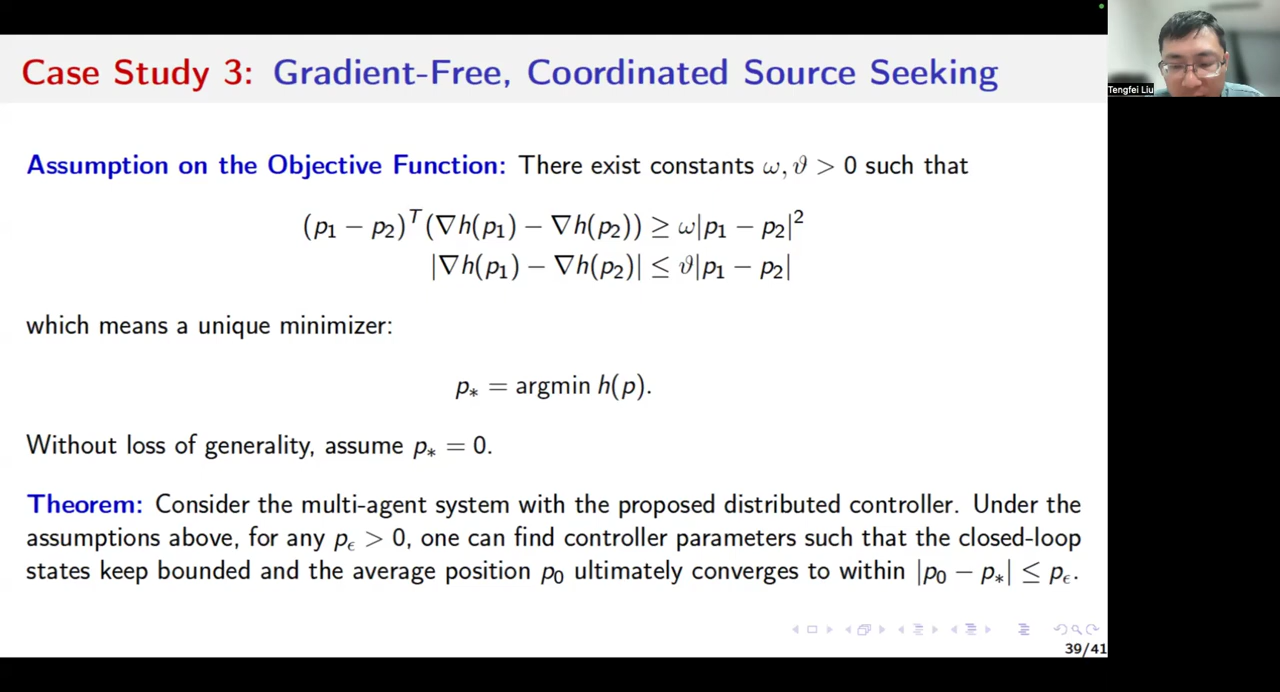 Case Study 3: Gradient-Free, Coordinated Source Seeking
Tengfei Liu
Assumption on the Objective Function: There exist constants ω, ϑ > 0 such that
(p₁ − p₂)ᵀ(∇h(p₁) − ∇h(p₂)) ≥ ω|p₁ − p₂|²
|∇h(p₁) − ∇h(p₂)| ≤ ϑ|p₁ − p₂|
which means a unique minimizer:
p∗ = argmin h(p).
Without loss of generality, assume p∗ = 0.
Theorem: Consider the multi-agent system with the proposed distributed controller. Under the
assumptions above, for any pϵ > 0, one can find controller parameters such that the closed-loop
states keep bounded and the average position p₀ ultimately converges to within |p₀ − p∗| ≤ pϵ.
39/41